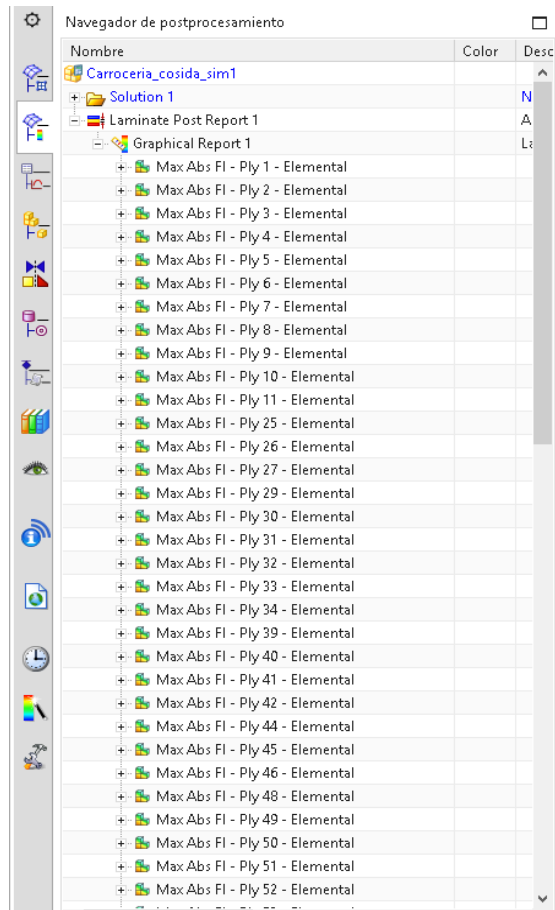 Navegador de postprocesamiento
Nombre Color Desc
Carroceria_cosida_sim1
Solution 1 N
Laminate Post Report 1 A
Graphical Report 1 La
Max Abs FI - Ply 1 - Elemental
Max Abs FI - Ply 2 - Elemental
Max Abs FI - Ply 3 - Elemental
Max Abs FI - Ply 4 - Elemental
Max Abs FI - Ply 5 - Elemental
Max Abs FI - Ply 6 - Elemental
Max Abs FI - Ply 7 - Elemental
Max Abs FI - Ply 8 - Elemental
Max Abs FI - Ply 9 - Elemental
Max Abs FI - Ply 10 - Elemental
Max Abs FI - Ply 11 - Elemental
Max Abs FI - Ply 25 - Elemental
Max Abs FI - Ply 26 - Elemental
Max Abs FI - Ply 27 - Elemental
Max Abs FI - Ply 29 - Elemental
Max Abs FI - Ply 30 - Elemental
Max Abs FI - Ply 31 - Elemental
Max Abs FI - Ply 32 - Elemental
Max Abs FI - Ply 33 - Elemental
Max Abs FI - Ply 34 - Elemental
Max Abs FI - Ply 39 - Elemental
Max Abs FI - Ply 40 - Elemental
Max Abs FI - Ply 41 - Elemental
Max Abs FI - Ply 42 - Elemental
Max Abs FI - Ply 44 - Elemental
Max Abs FI - Ply 45 - Elemental
Max Abs FI - Ply 46 - Elemental
Max Abs FI - Ply 48 - Elemental
Max Abs FI - Ply 49 - Elemental
Max Abs FI - Ply 50 - Elemental
Max Abs FI - Ply 51 - Elemental
Max Abs FI - Ply 52 - Elemental